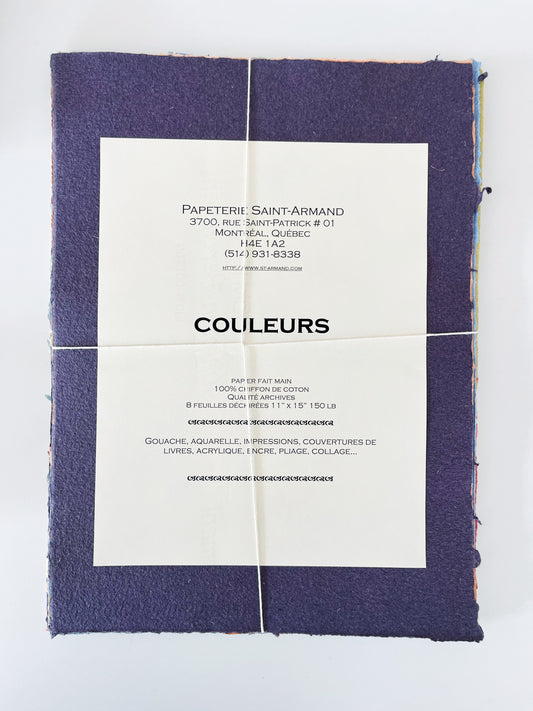 PAPETERIE SAINT-ARMAND
3700, RUE SAINT-PATRICK # 01
MONTRÉAL, QUÉBEC
H4E 1A2
(514) 931-8338
HTTP://WWW.ST-ARMAND.COM
COULEURS
PAPIER FAIT MAIN
100% CHIFFON DE COTON
QUALITÉ ARCHIVES
8 FEUILLES DÉCHIRÉES 11" X 15" 150 LB
GOUACHE, AQUARELLE, IMPRESSIONS, COUVERTURES DE
LIVRES, ACRYLIQUE, ENCRE, PLIAGE, COLLAGE...